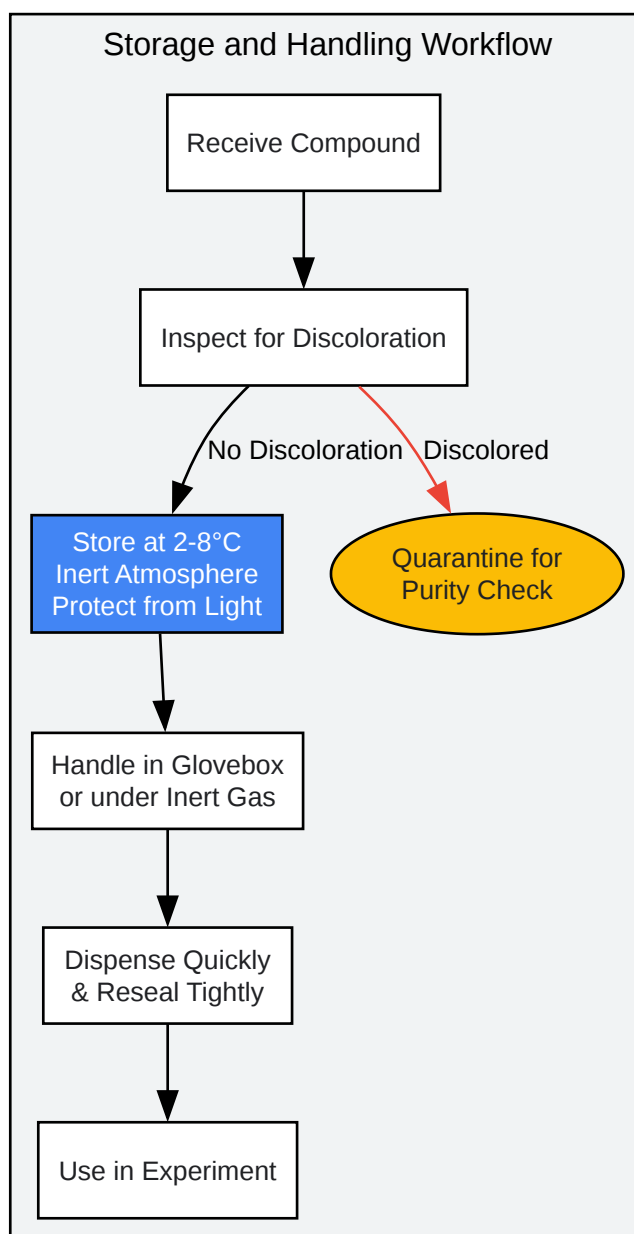 Storage and Handling Workflow
Receive Compound
Inspect for Discoloration
No Discoloration
Discolored
Store at 2-8°C
Inert Atmosphere
Protect from Light
Quarantine for
Purity Check
Handle in Glovebox
or under Inert Gas
Dispense Quickly
& Reseal Tightly
Use in Experiment